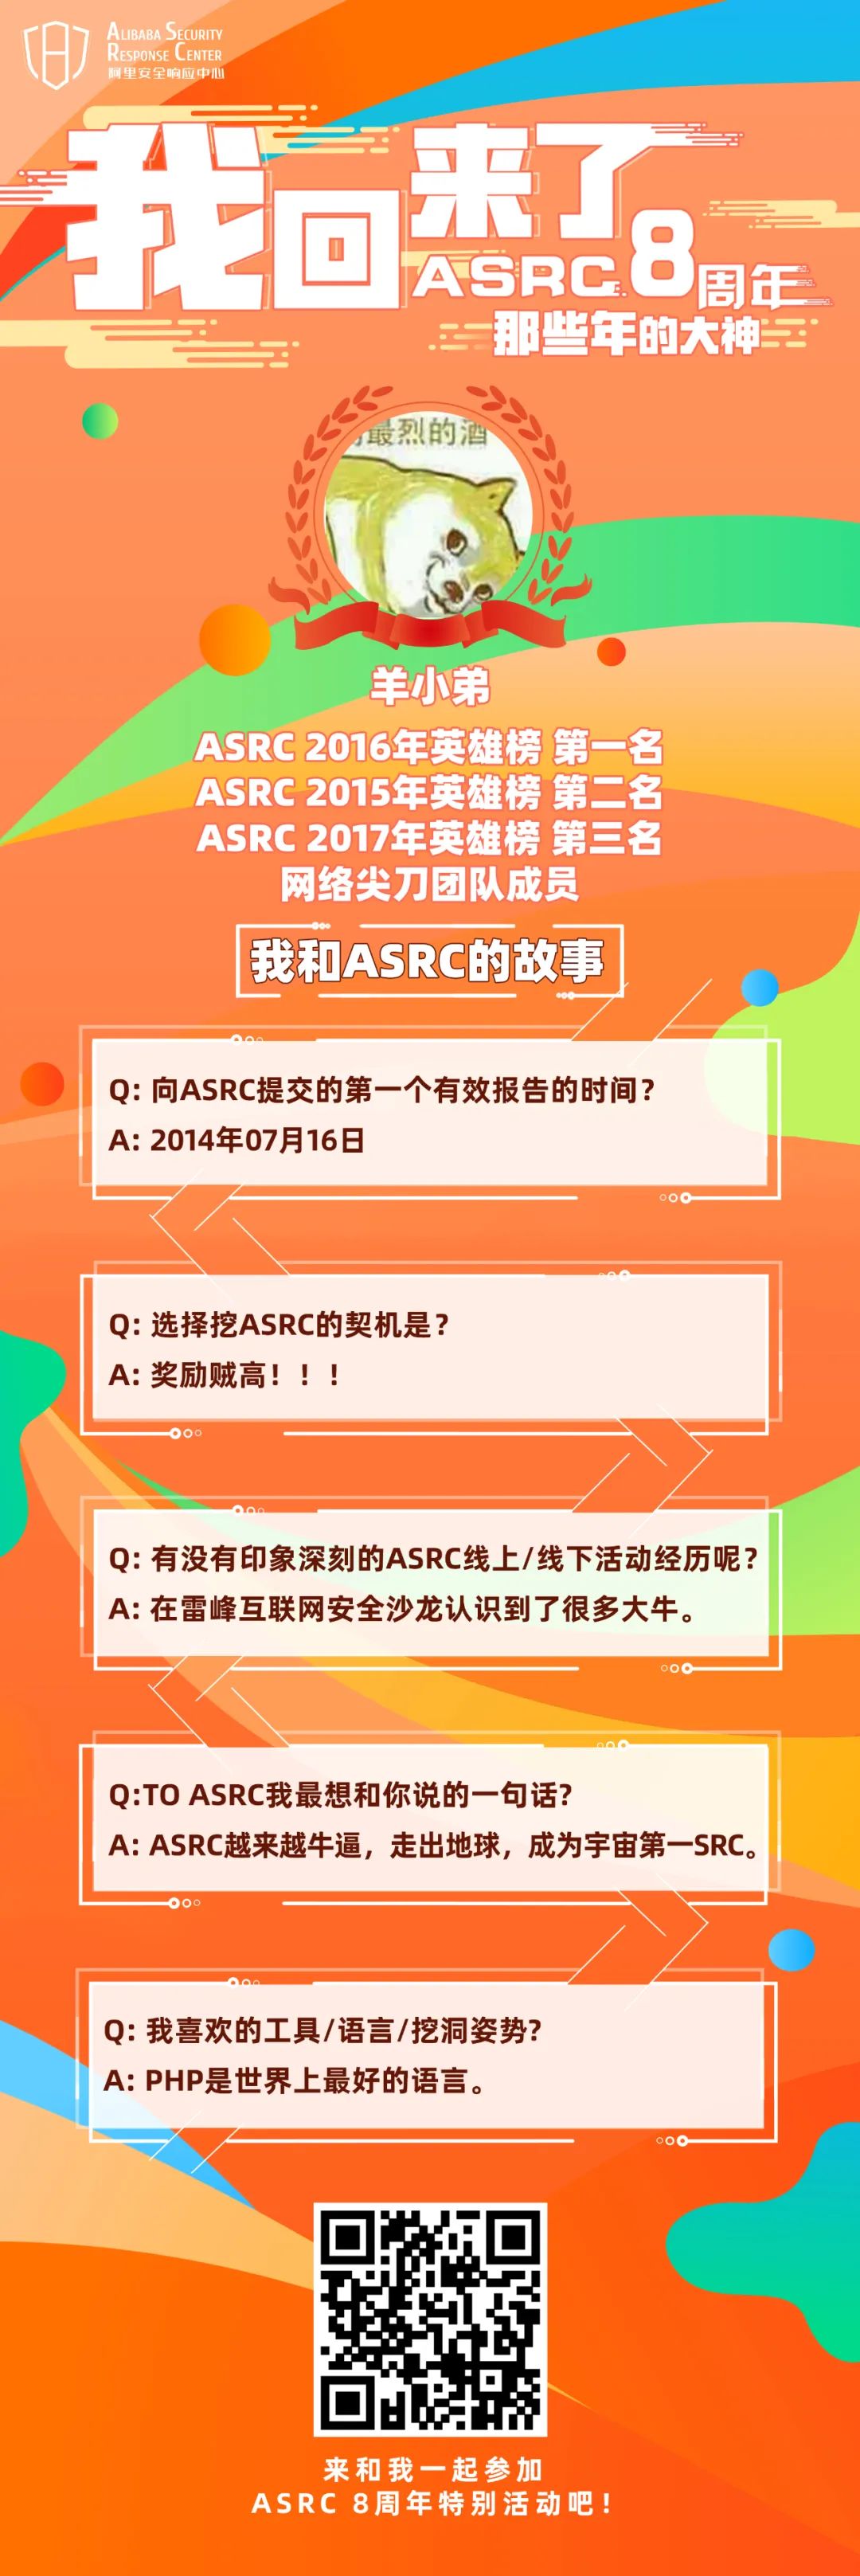 ALIBABA SECURITY
RESPONSE CENTER
阿里安全响应中心
我回来了
ASRC 8周年
那些年的大神
最烈的酒
羊小弟
ASRC 2016年英雄榜 第一名
ASRC 2015年英雄榜 第二名
ASRC 2017年英雄榜 第三名
网络尖刀团队成员
我和ASRC的故事
Q: 向ASRC提交的第一个有效报告的时间?
A: 2014年07月16日
Q: 选择挖ASRC的契机是?
A: 奖励贼高！！！
Q: 有没有印象深刻的ASRC线上/线下活动经历呢?
A: 在雷峰互联网安全沙龙认识到了很多大牛。
Q:TO ASRC我最想和你说的一句话?
A: ASRC越来越牛逼，走出地球，成为宇宙第一SRC。
Q: 我喜欢的工具/语言/挖洞姿势?
A: PHP是世界上最好的语言。
来和我一起参加
ASRC 8周年特别活动吧！